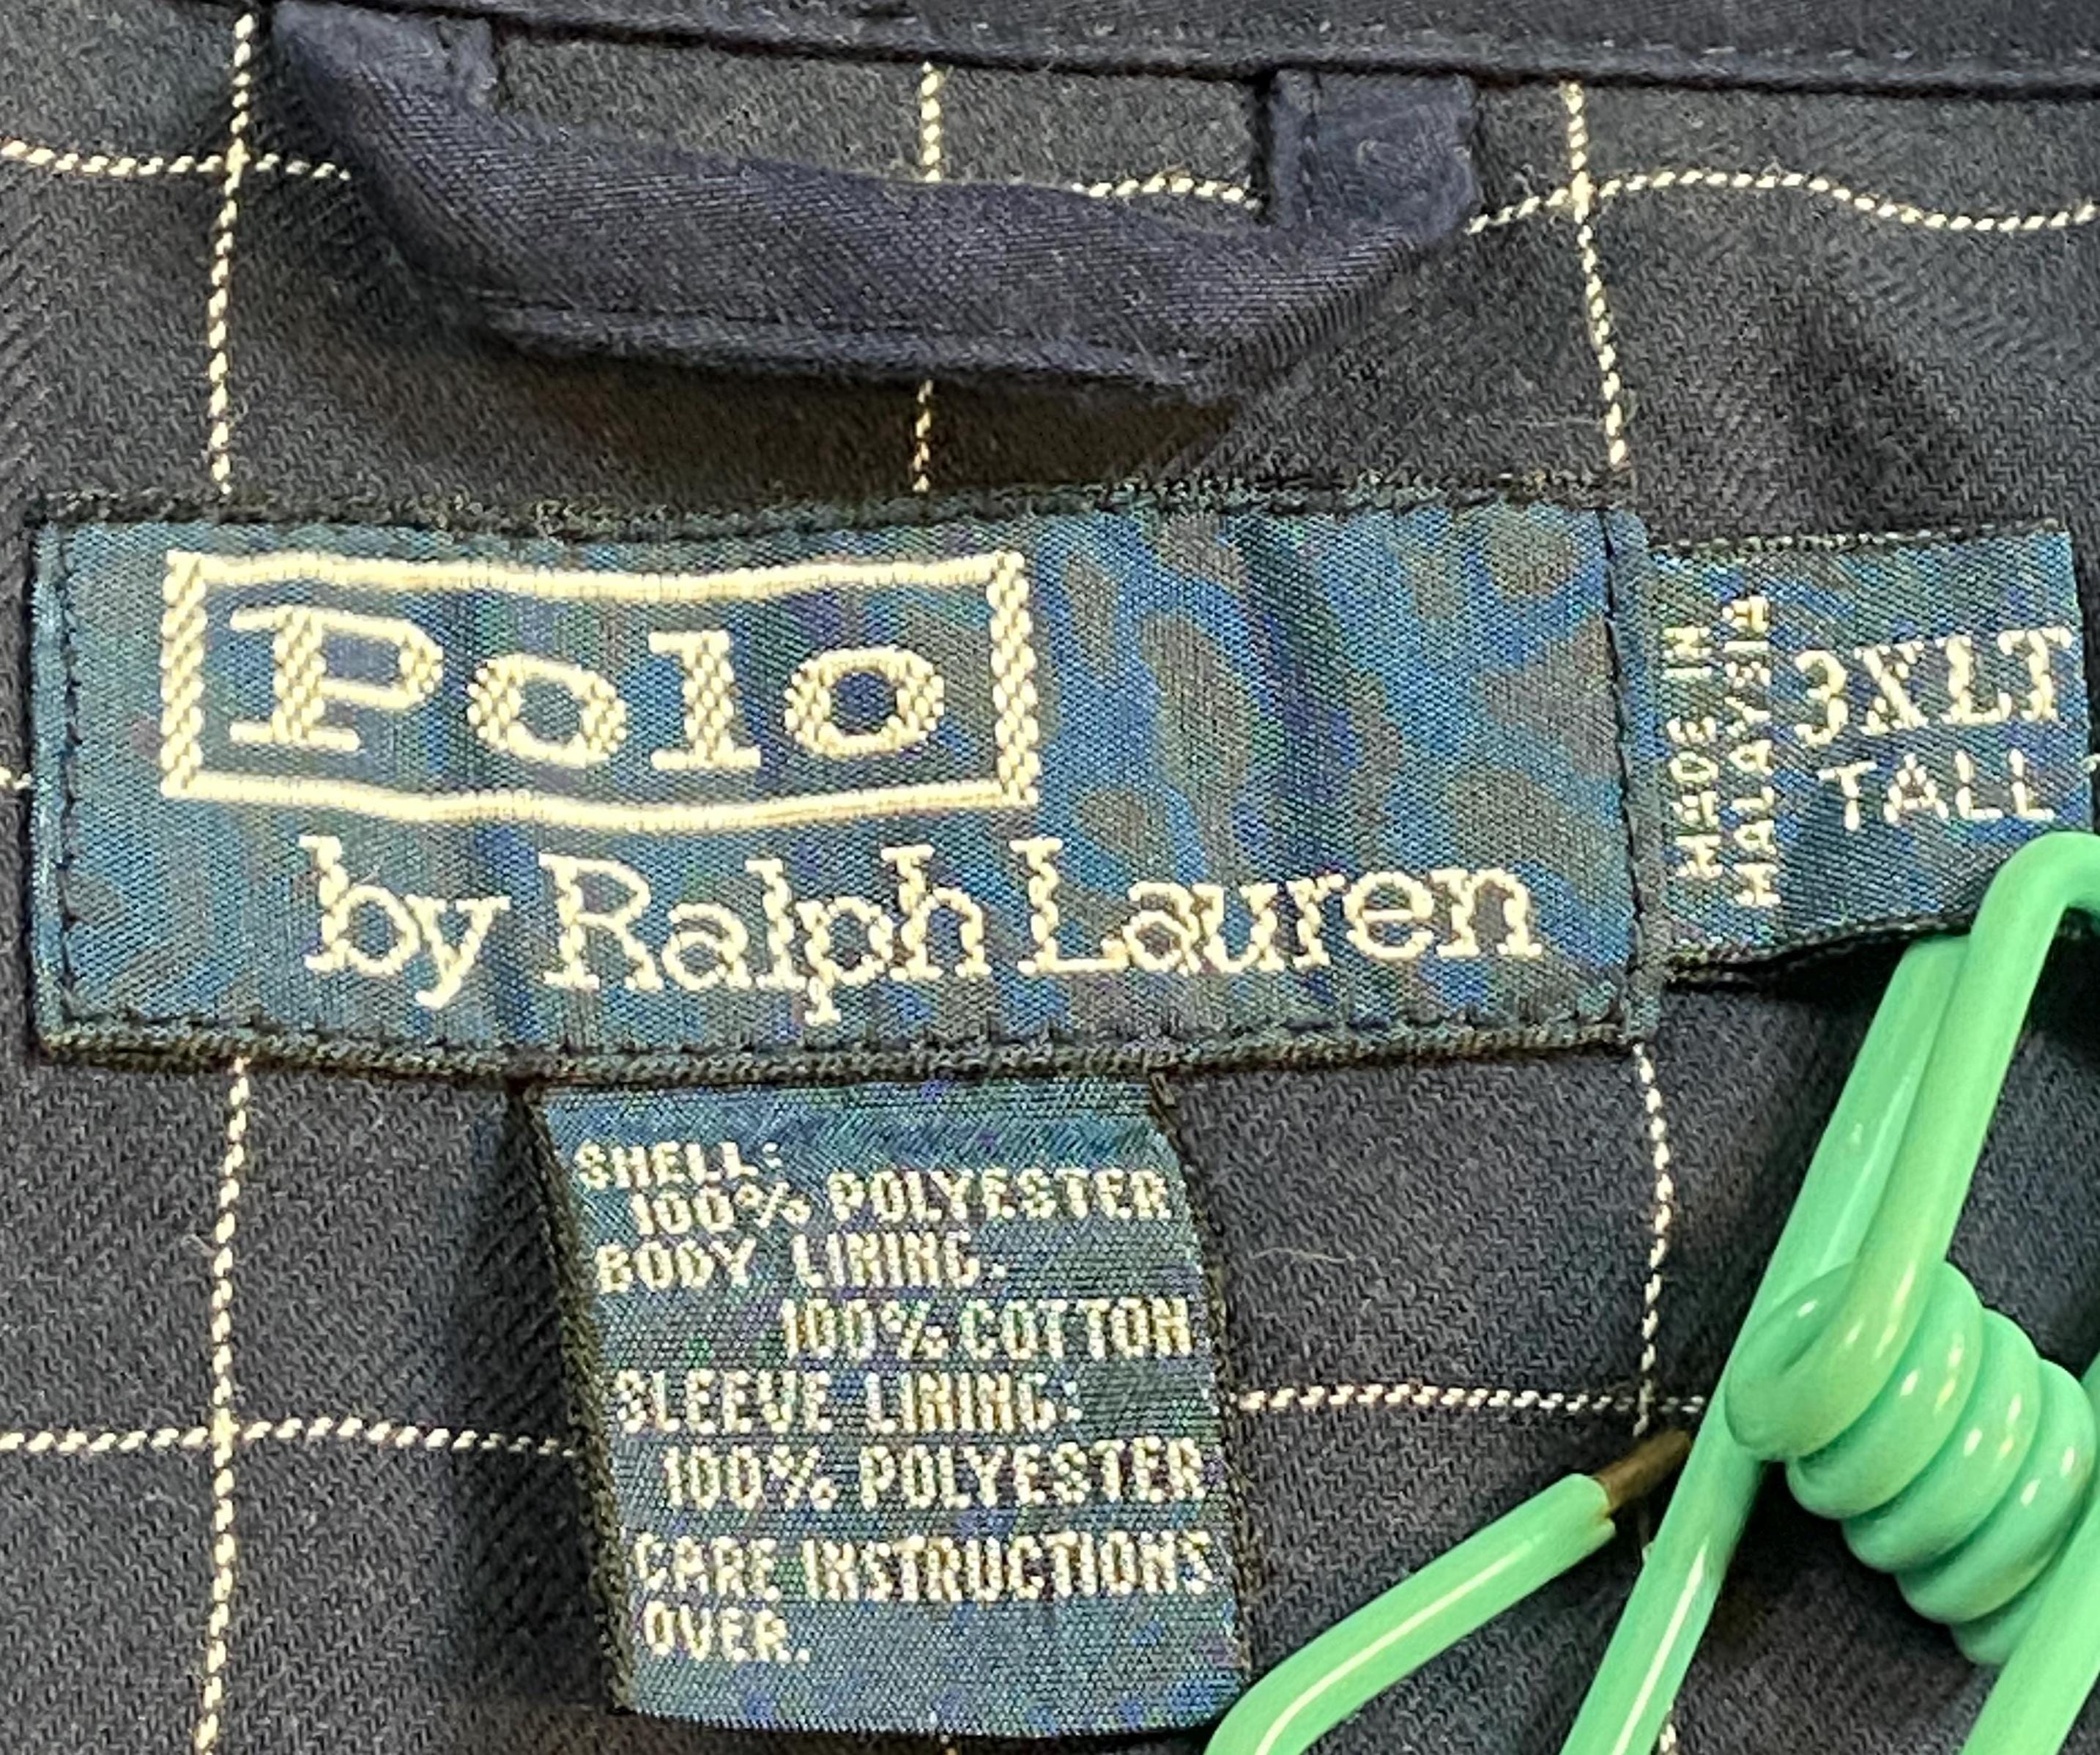 Polo
by Ralph Lauren
MADE IN
MALAYSIA
3XLT
TALL
SHELL:
100% POLYESTER
BODY LINING:
100% COTTON
SLEEVE LINING:
100% POLYESTER
CARE INSTRUCTIONS
OVER.